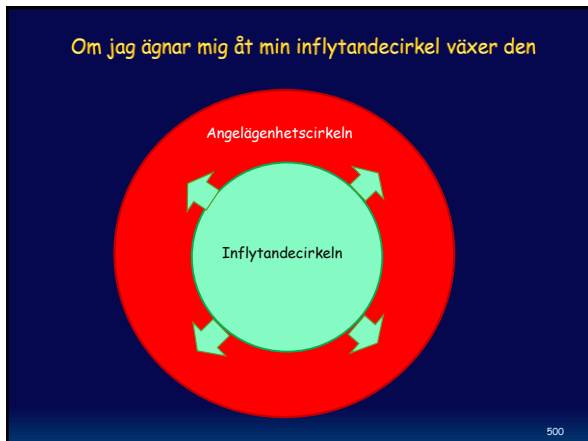 Om jag ägnar mig åt min inflytandecirkel växer den
Angelägenhetscirkeln
Inflytandecirkeln
500